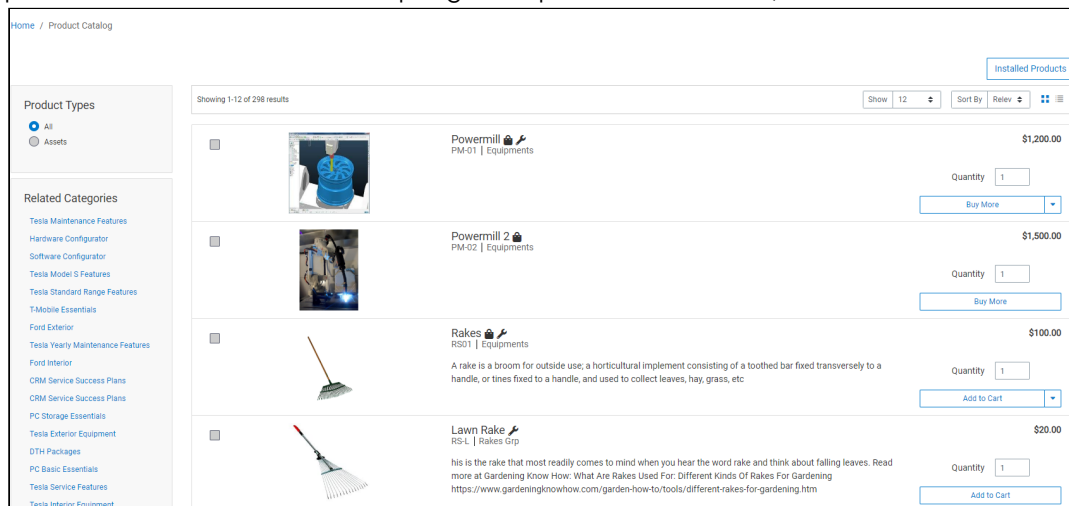 Home / Product Catalog
Installed Products
Product Types
All
Assets
Related Categories
Tesla Maintenance Features
Hardware Configurator
Software Configurator
Tesla Model S Features
Tesla Standard Range Features
T-Mobile Essentials
Ford Exterior
Tesla Yearly Maintenance Features
Ford Interior
CRM Service Success Plans
CRM Service Success Plans
PC Storage Essentials
Tesla Exterior Equipment
DTH Packages
PC Basic Essentials
Tesla Service Features
Tesla Interior Equipment
Showing 1-12 of 298 results
Show 12 Sort By Relev
Powermill $1,200.00
PM-01 | Equipments
Quantity 1
Buy More
Powermill 2 $1,500.00
PM-02 | Equipments
Quantity 1
Buy More
Rakes $100.00
RS01 | Equipments
A rake is a broom for outside use; a horticultural implement consisting of a toothed bar fixed transversely to a
handle, or tines fixed to a handle, and used to collect leaves, hay, grass, etc
Quantity 1
Add to Cart
Lawn Rake $20.00
RS-L | Rakes Grp
his is the rake that most readily comes to mind when you hear the word rake and think about falling leaves. Read
more at Gardening Know How: What Are Rakes Used For: Different Kinds Of Rakes For Gardening
https://www.gardeningknowhow.com/garden-how-to/tools/different-rakes-for-gardening.htm
Quantity 1
Add to Cart